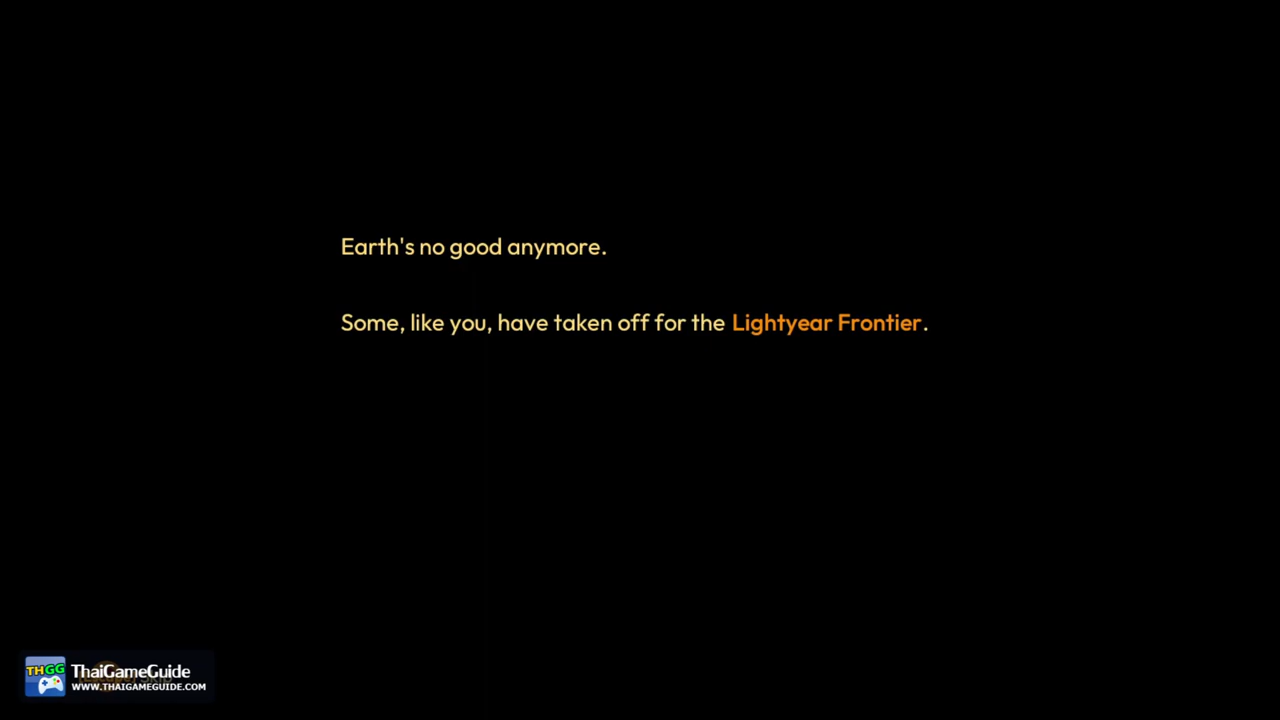 Earth's no good anymore.
Some, like you, have taken off for the Lightyear Frontier.
THGG ThaiGameGuide
WWW.THAIGAMEGUIDE.COM